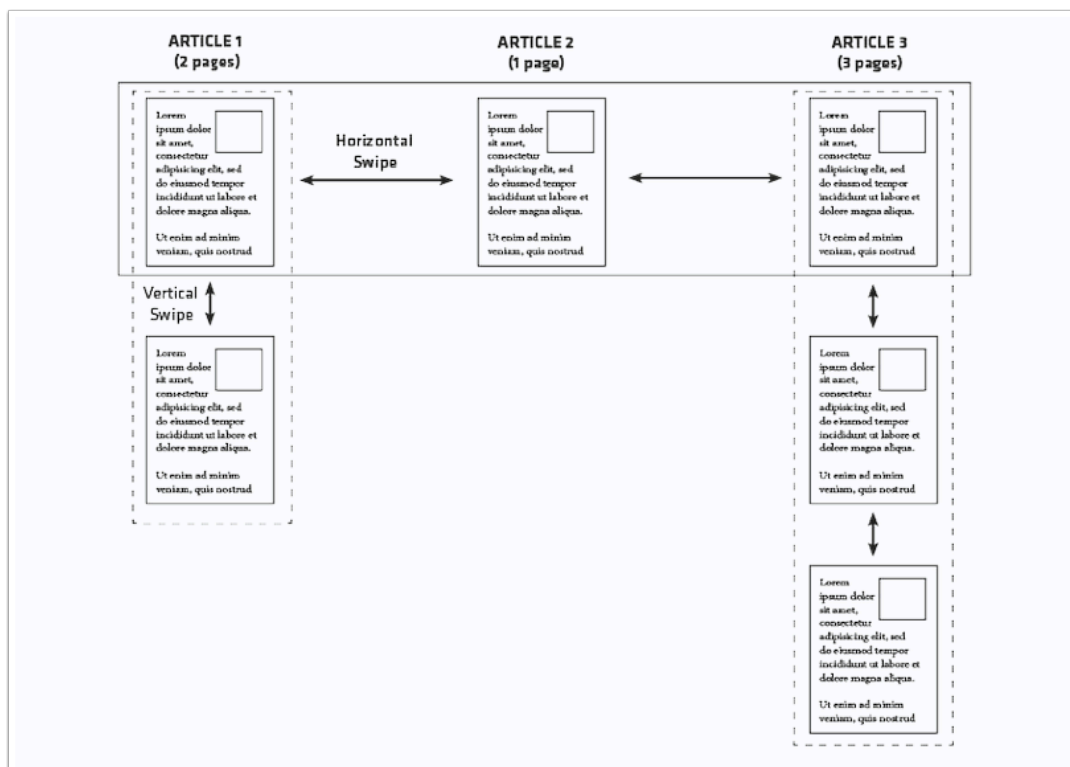 ARTICLE 1
(2 pages)
ARTICLE 2
(1 page)
ARTICLE 3
(3 pages)
Lorem
ipsum dolor
sit amet,
consectetur
adipisicing elit, sed
do eiusmod tempor
incididunt ut labore et
dolore magna aliqua.
Ut enim ad minim
veniam, quis nostrud
Horizontal
Swipe
Lorem
ipsum dolor
sit amet,
consectetur
adipisicing elit, sed
do eiusmod tempor
incididunt ut labore et
dolore magna aliqua.
Ut enim ad minim
veniam, quis nostrud
Lorem
ipsum dolor
sit amet,
consectetur
adipisicing elit, sed
do eiusmod tempor
incididunt ut labore et
dolore magna aliqua.
Ut enim ad minim
veniam, quis nostrud
Vertical
Swipe
Lorem
ipsum dolor
sit amet,
consectetur
adipisicing elit, sed
do eiusmod tempor
incididunt ut labore et
dolore magna aliqua.
Ut enim ad minim
veniam, quis nostrud
Lorem
ipsum dolor
sit amet,
consectetur
adipisicing elit, sed
do eiusmod tempor
incididunt ut labore et
dolore magna aliqua.
Ut enim ad minim
veniam, quis nostrud
Lorem
ipsum dolor
sit amet,
consectetur
adipisicing elit, sed
do eiusmod tempor
incididunt ut labore et
dolore magna aliqua.
Ut enim ad minim
veniam, quis nostrud